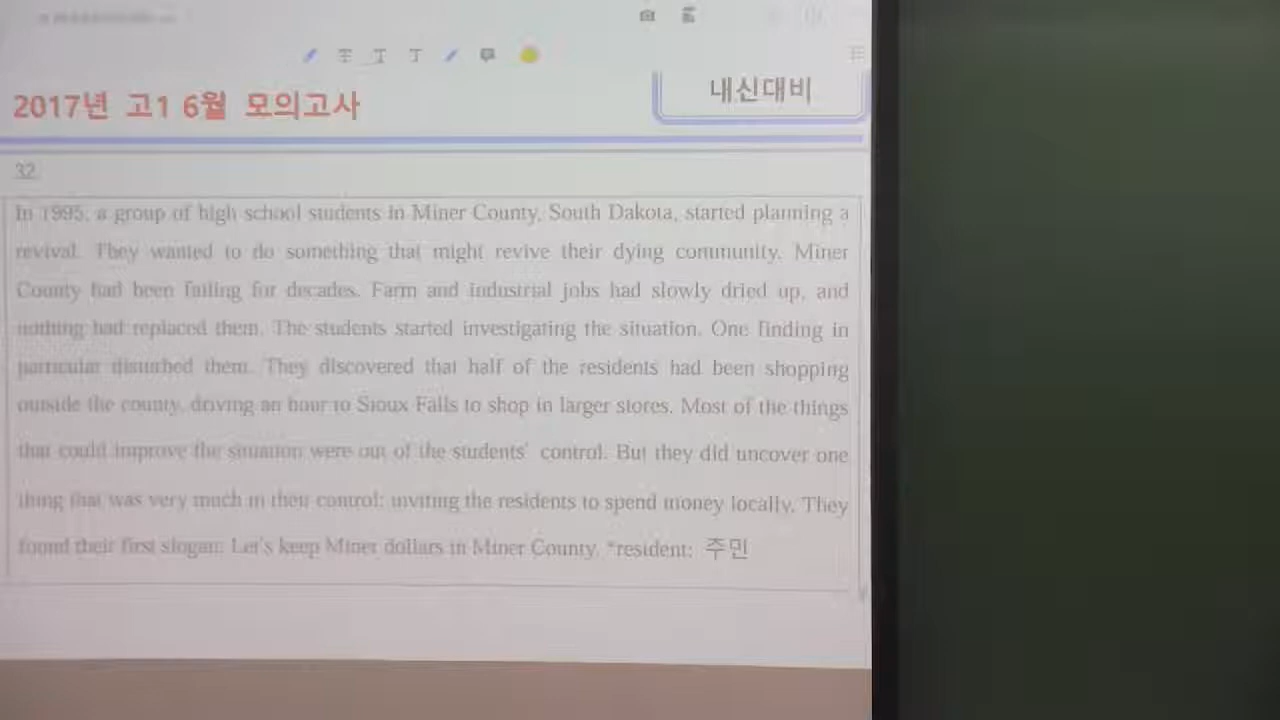 2017년 고1 6월 모의고사
내신대비
32
In 1995, a group of high school students in Miner County, South Dakota, started planning a
revival. They wanted to do something that might revive their dying community. Miner
County had been failing for decades. Farm and industrial jobs had slowly dried up, and
nothing had replaced them. The students started investigating the situation. One finding in
particular disturbed them. They discovered that half of the residents had been shopping
outside the county, driving an hour to Sioux Falls to shop in larger stores. Most of the things
that could improve the situation were out of the students' control. But they did uncover one
thing that was very much in their control: inviting the residents to spend money locally. They
found their first slogan: Let's keep Miner dollars in Miner County. *resident: 주민